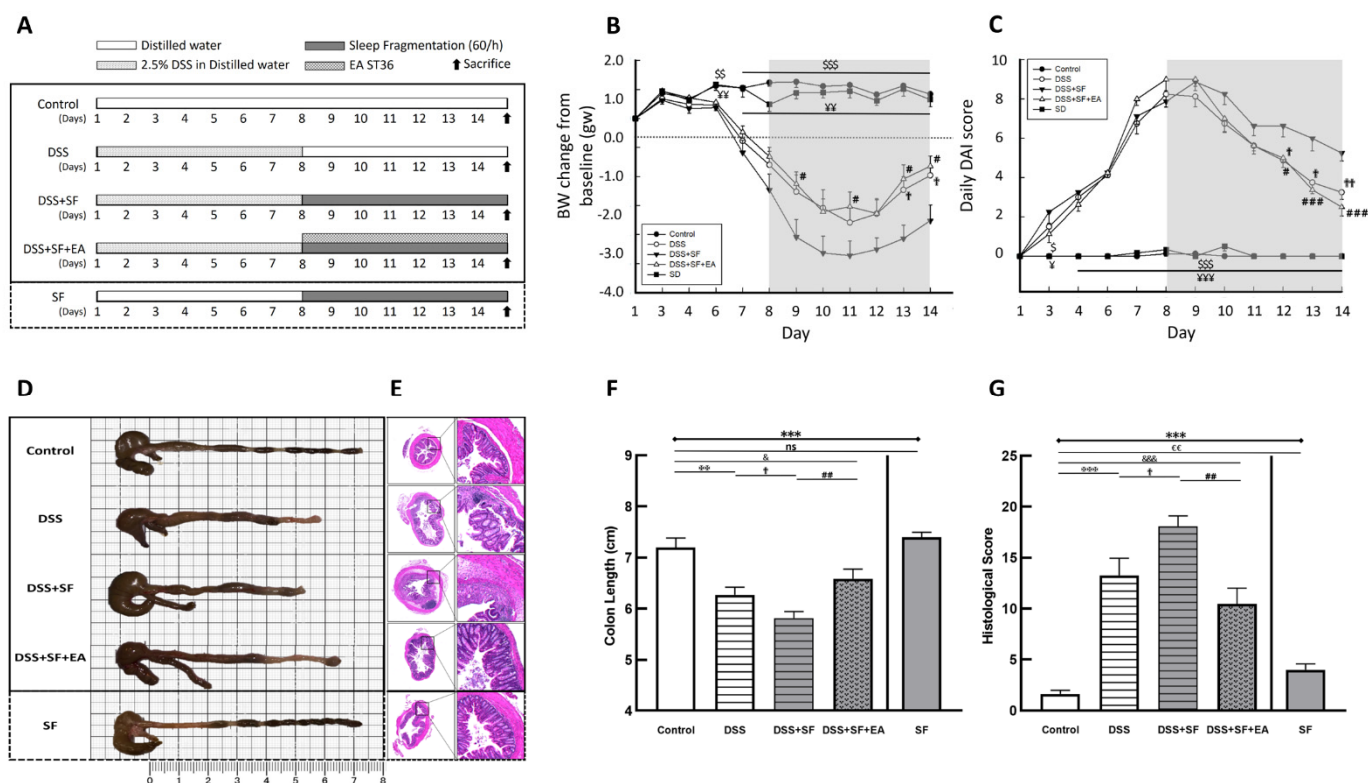 A
Distilled water
Sleep Fragmentation (60/h)
2.5% DSS in Distilled water
EA ST36
Sacrifice
Control
(Days)
1 2 3 4 5 6 7 8 9 10 11 12 13 14
DSS
(Days)
1 2 3 4 5 6 7 8 9 10 11 12 13 14
DSS+SF
(Days)
1 2 3 4 5 6 7 8 9 10 11 12 13 14
DSS+SF+EA
(Days)
1 2 3 4 5 6 7 8 9 10 11 12 13 14
SF
(Days)
1 2 3 4 5 6 7 8 9 10 11 12 13 14
B
BW change from
baseline (gw)
2.0
1.0
0.0
-1.0
-2.0
-3.0
-4.0
$$
¥¥
$$$
¥¥
#
#
#
#
†
†
Control
DSS
DSS+SF
DSS+SF+EA
SD
1 3 4 6 7 8 9 10 11 12 13 14
Day
C
Daily DAI score
10
8
6
4
2
0
Control
DSS
DSS+SF
DSS+SF+EA
SD
$
¥
$$$
¥¥¥
†
#
†
###
††
###
1 3 4 6 7 8 9 10 11 12 13 14
Day
D
Control
DSS
DSS+SF
DSS+SF+EA
SF
0 1 2 3 4 5 6 7 8
E
F
Colon Length (cm)
9
8
7
6
5
4
***
ns
&
†
##
Control DSS DSS+SF DSS+SF+EA SF
G
Histological Score
25
20
15
10
5
0
***
€€
&&&
†
##
Control DSS DSS+SF DSS+SF+EA SF